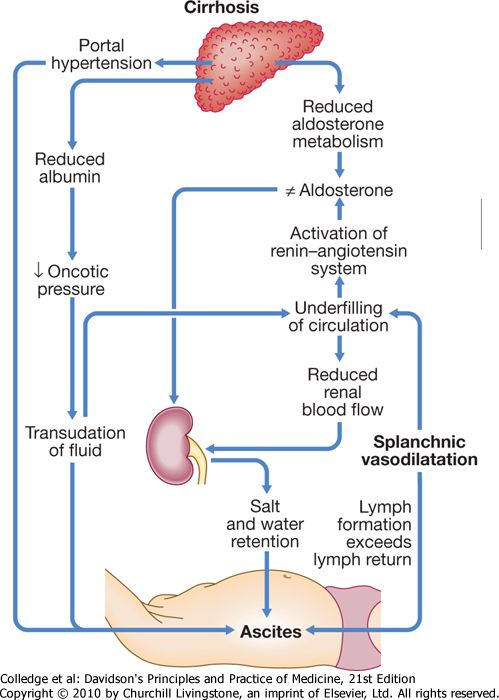 Cirrhosis
Portal
hypertension
Reduced
aldosterone
metabolism
Reduced
albumin
≠ Aldosterone
Activation of
renin–angiotensin
system
↓ Oncotic
pressure
Underfilling
of circulation
Reduced
renal
blood flow
Transudation
of fluid
Splanchnic
vasodilatation
Salt
and water
retention
Lymph
formation
exceeds
lymph return
Ascites
Colledge et al: Davidson's Principles and Practice of Medicine, 21st Edition
Copyright © 2010 by Churchill Livingstone, an imprint of Elsevier, Ltd. All rights reserved.